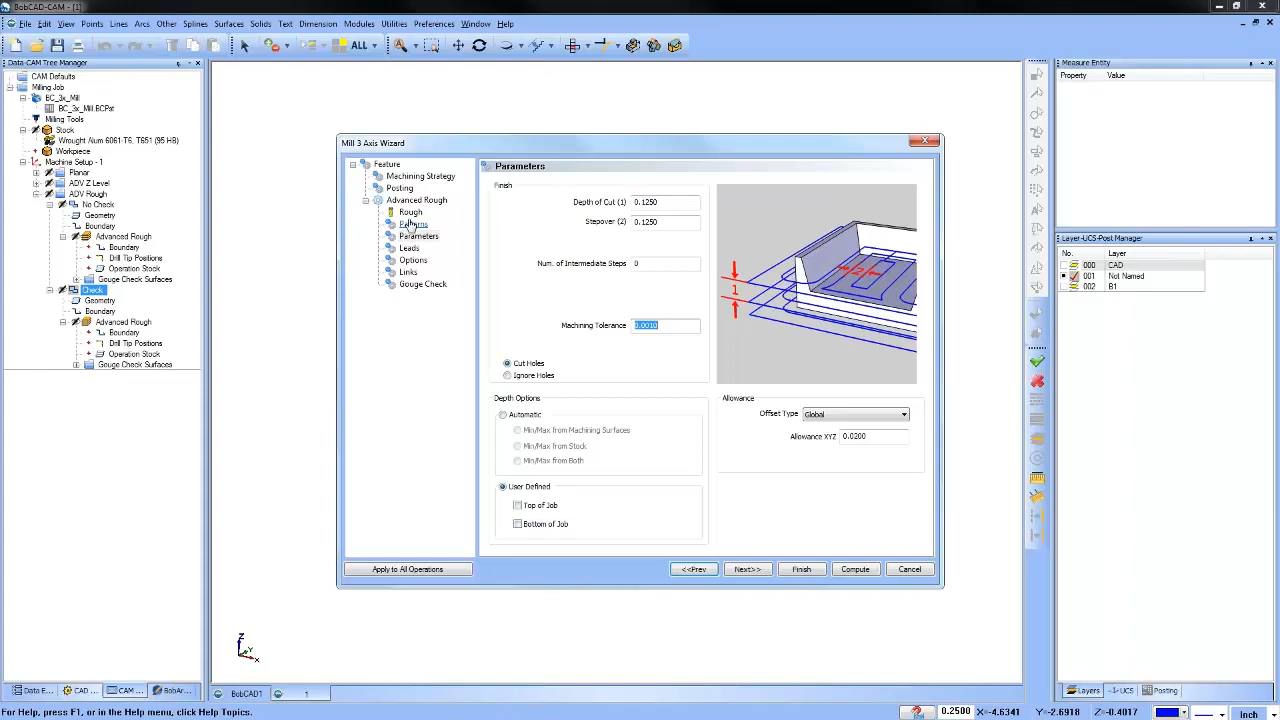 BobCAD-CAM - [1]
File Edit View Points Lines Arcs Other Splines Surfaces Solids Text Dimension Modules Utilities Preferences Window Help
ALL
Data-CAM Tree Manager
CAM Defaults
Milling Job
BC_3x_Mill
BC_3x_Mill.BCPst
Milling Tools
Stock
Wrought Alum 6061-T6, T651 (95 HB)
Workpiece
Machine Setup - 1
Planar
ADV Z Level
ADV Rough
No Check
Geometry
Boundary
Advanced Rough
Boundary
Drill Tip Positions
Operation Stock
Gouge Check Surfaces
Check
Geometry
Boundary
Advanced Rough
Boundary
Drill Tip Positions
Operation Stock
Gouge Check Surfaces
Data E... CAD ... CAM ... BobAr...
Mill 3 Axis Wizard
Feature
Machining Strategy
Posting
Advanced Rough
Rough
Patterns
Parameters
Leads
Options
Links
Gouge Check
Parameters
Finish
Depth of Cut (1) 0.1250
Stepover (2) 0.1250
Num. of Intermediate Steps 0
Machining Tolerance 0.0010
Cut Holes
Ignore Holes
1
2
Depth Options
Automatic
Min/Max from Machining Surfaces
Min/Max from Stock
Min/Max from Both
User Defined
Top of Job
Bottom of Job
Allowance
Offset Type Global
Allowance XYZ 0.0200
Apply to All Operations
<<Prev Next>> Finish Compute Cancel
Z
Y
X
BobCAD1 1
Measure Entity
Property Value
Layer-UCS-Post Manager
No. Layer
000 CAD
001 Not Named
002 B1
Layers UCS Posting
For Help, press F1, or in the Help menu, click Help Topics.
0.2500 X=-4.6341 Y=-2.6918 Z=-0.4017 Inch